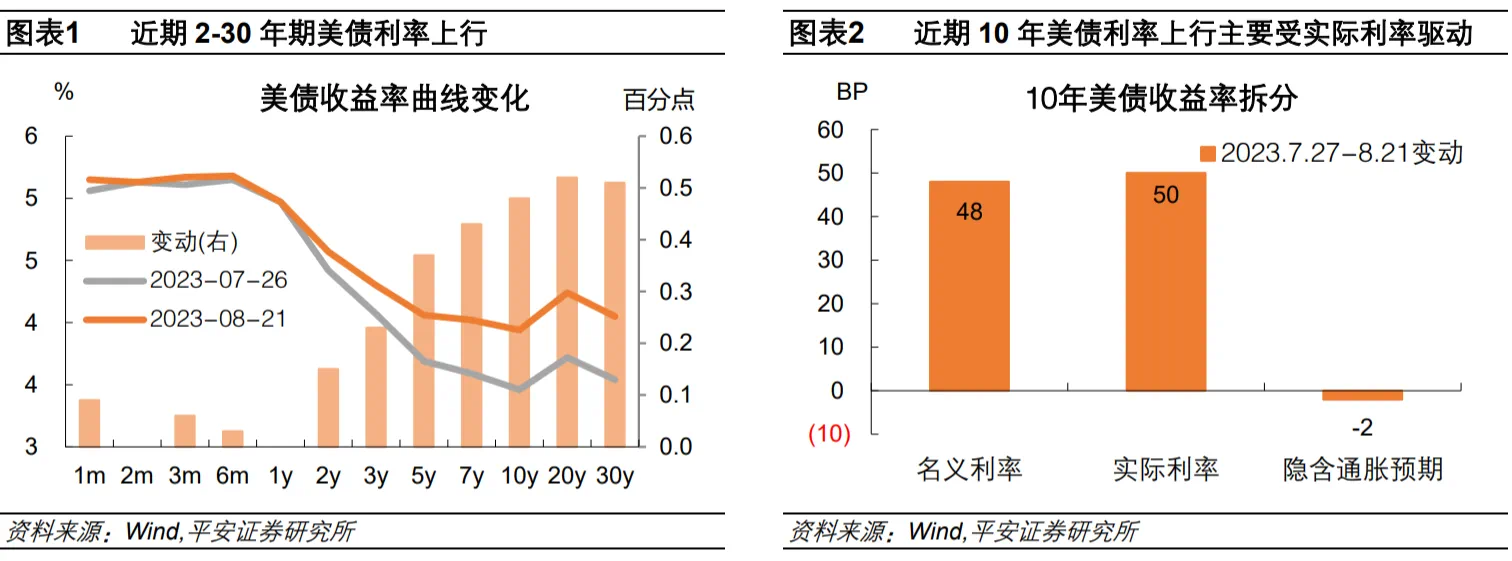 图表1 近期 2-30 年期美债利率上行
% 美债收益率曲线变化 百分点
6 0.6
5 0.5
变动(右) 0.4
5
2023-07-26 0.3
2023-08-21
4 0.2
4 0.1
3 0.0
1m 2m 3m 6m 1y 2y 3y 5y 7y 10y 20y 30y
资料来源：Wind,平安证券研究所
图表2 近期 10 年美债利率上行主要受实际利率驱动
BP 10年美债收益率拆分
60
2023.7.27-8.21变动
50 50
48
40
30
20
10
0
(10) -2
名义利率 实际利率 隐含通胀预期
资料来源：Wind,平安证券研究所